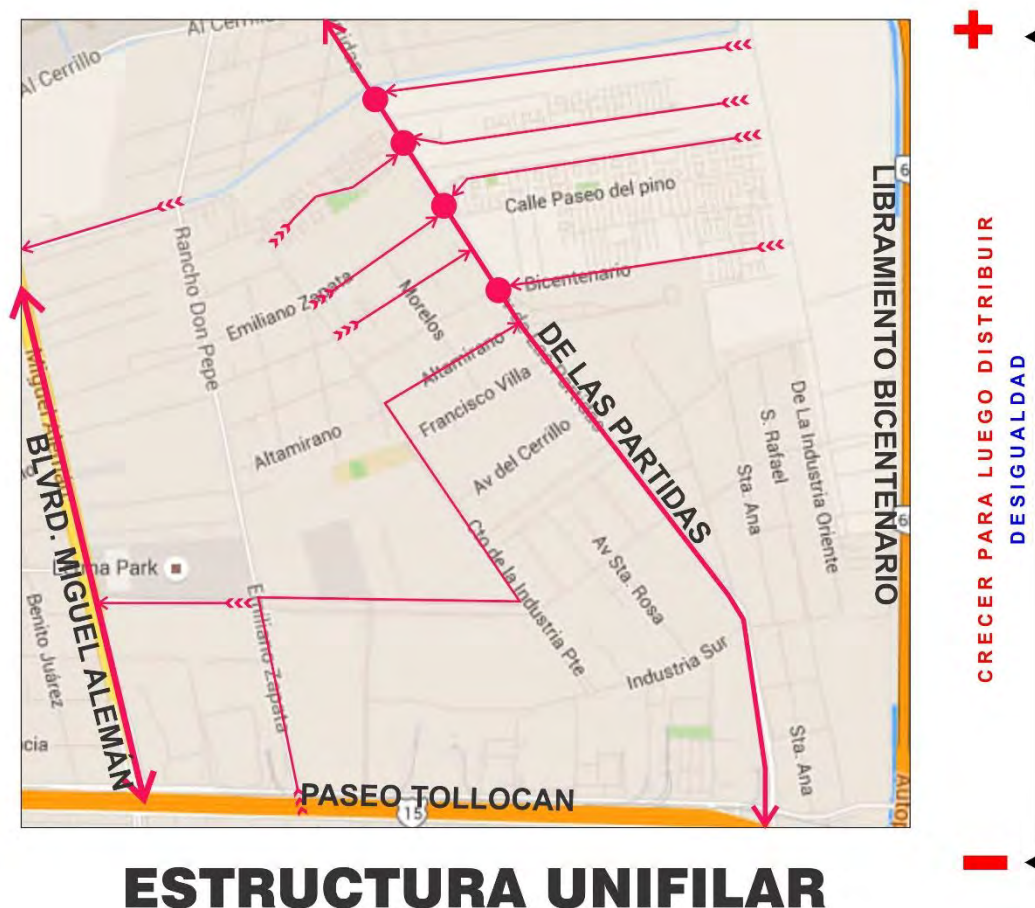 Al Cerrillo
Al Cerrillo
LIBRAMIENTO BICENTENARIO
Calle Paseo del pino
Rancho Don Pepe
Emiliano Zapata
Morelos
Bicentenario
Altamirano
DE LAS PARTIDAS
Francisco Villa
Altamirano
Av del Cerrillo
De La Industria Oriente
S. Rafael
Sta. Ana
Miguel Alemán
BLVRD. MIGUEL ALEMÁN
Cto de la Industria Pte
Av Sta. Rosa
Benito Juárez
Emiliano Zapata
Industria Sur
Sta. Ana
cia
PASEO TOLLOCAN
15
+
CRECER PARA LUEGO DISTRIBUIR
DESIGUALDAD
-
ESTRUCTURA UNIFILAR